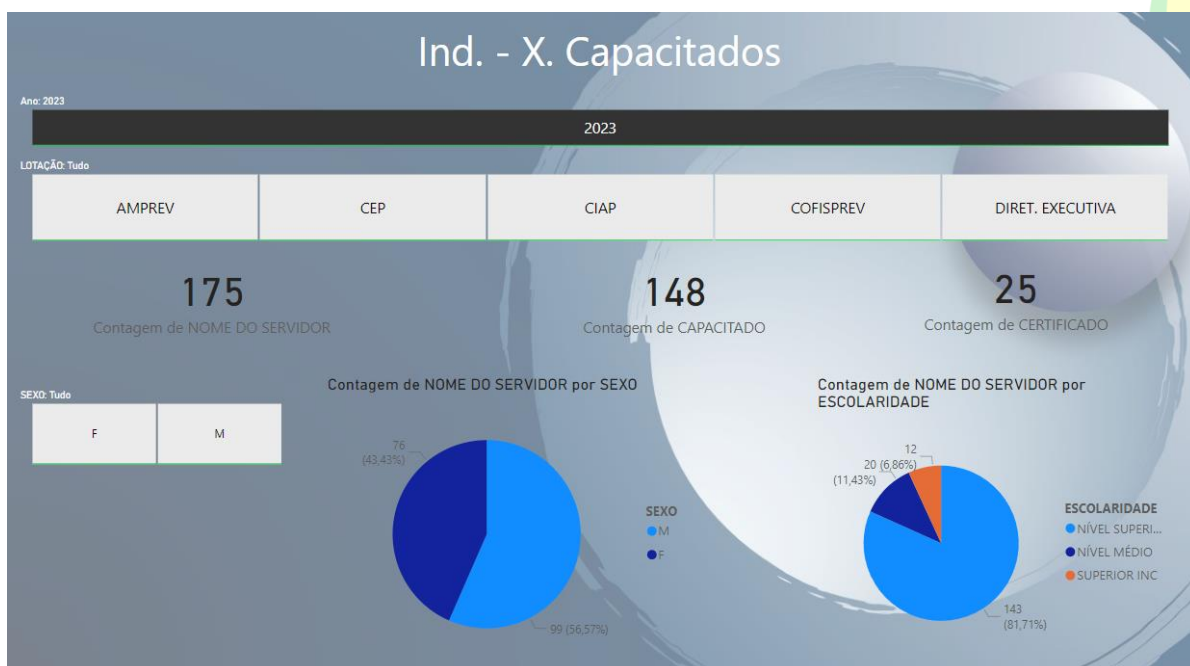 Ind. - X. Capacitados
Ano: 2023
2023
LOTAÇÃO: Tudo
AMPREV
CEP
CIAP
COFISPREV
DIRET. EXECUTIVA
175
Contagem de NOME DO SERVIDOR
148
Contagem de CAPACITADO
25
Contagem de CERTIFICADO
SEXO: Tudo
F
M
Contagem de NOME DO SERVIDOR por SEXO
76
(43,43%)
99 (56,57%)
SEXO
M
F
Contagem de NOME DO SERVIDOR por
ESCOLARIDADE
12
(6,86%)
20
(11,43%)
143
(81,71%)
ESCOLARIDADE
NÍVEL SUPERI...
NÍVEL MÉDIO
SUPERIOR INC